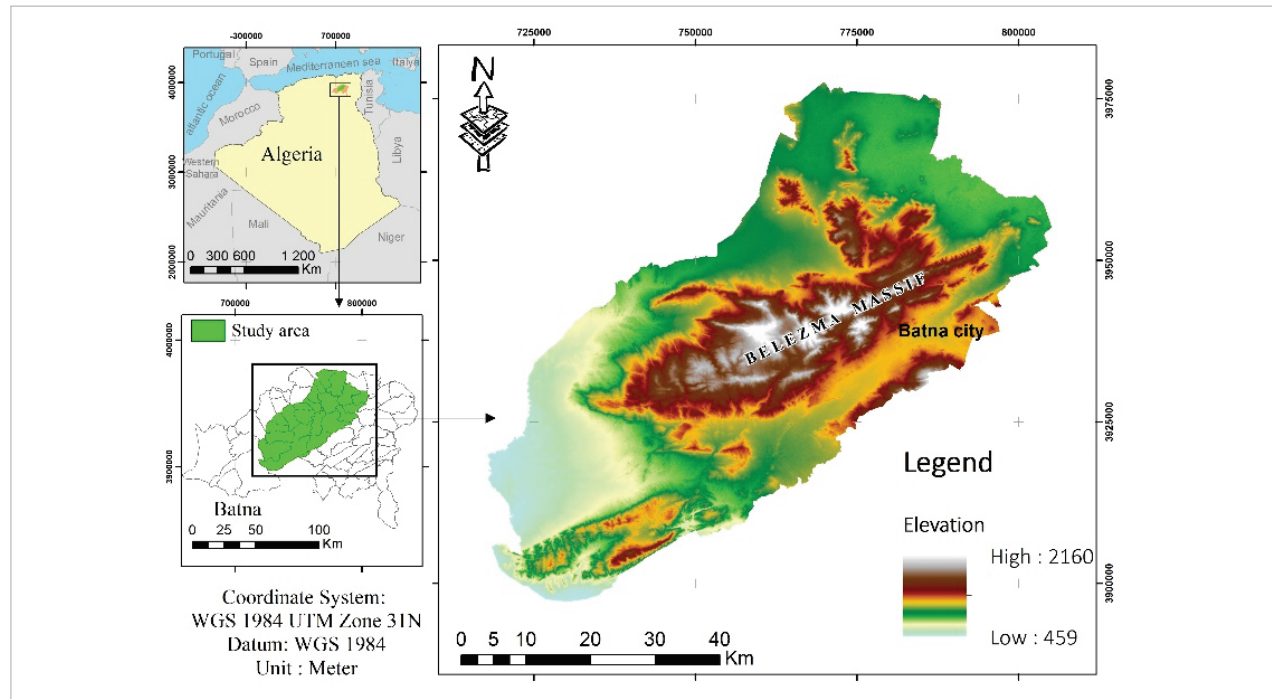 -300000 700000
Portugal
Spain
Mediterranean sea
Italya
atlantic ocean
Morocco
Tunisia
Algeria
Libya
Western
Sahara
Mauritania
Mali
Niger
4000000
3000000
2000000
0 300 600 1 200
Km
700000 800000
Study area
4000000
3900000
Batna
0 25 50 100
Km
Coordinate System:
WGS 1984 UTM Zone 31N
Datum: WGS 1984
Unit : Meter
725000 750000 775000 800000
N
3975000
3950000
3925000
3900000
BELEZMA MASSIF
Batna city
Legend
Elevation
High : 2160
Low : 459
0 5 10 20 30 40
Km